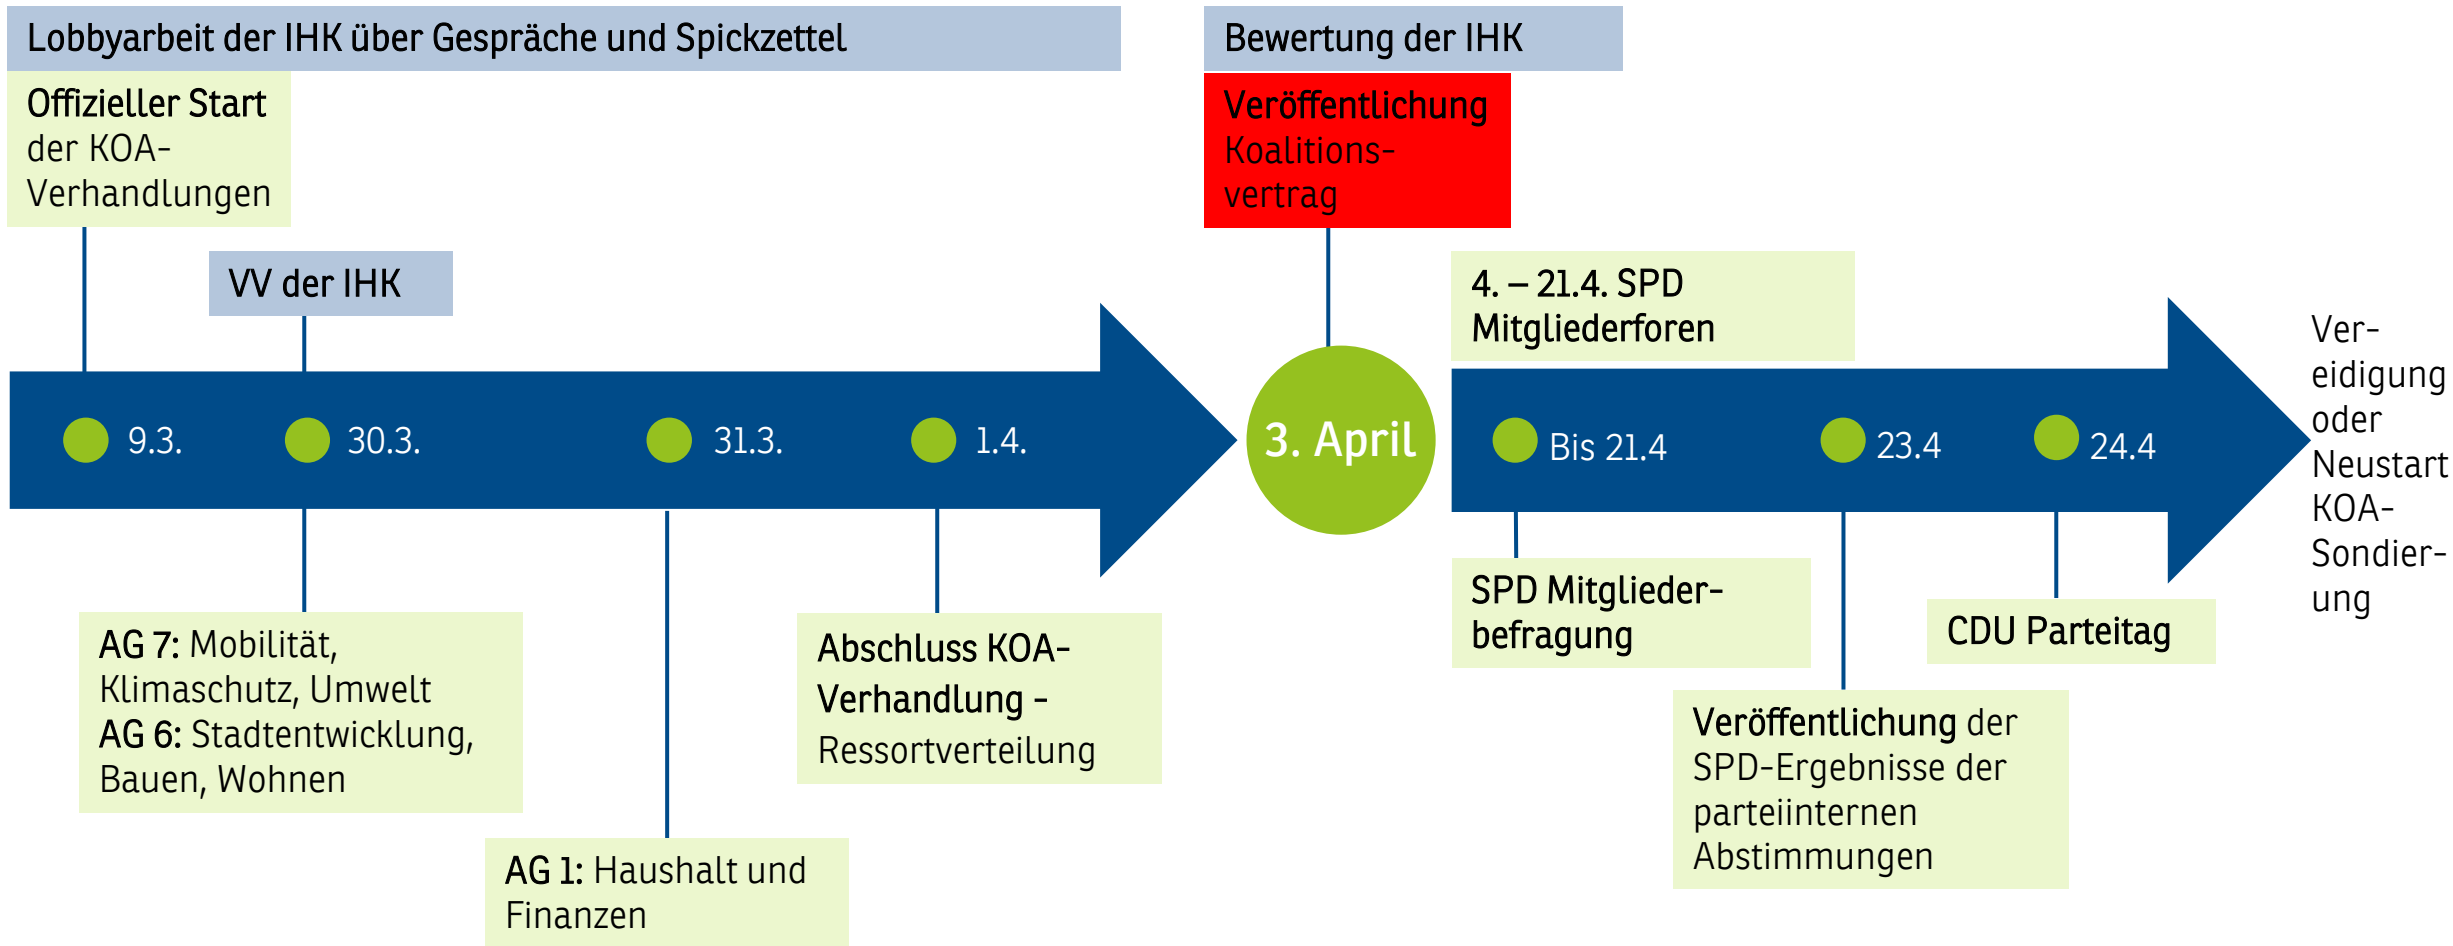 Lobbyarbeit der IHK über Gespräche und Spickzettel
Offizieller Start
der KOA-
Verhandlungen
VV der IHK
Bewertung der IHK
Veröffentlichung
Koalitions-
vertrag
4. – 21.4. SPD
Mitgliederforen
9.3.
30.3.
31.3.
1.4.
3. April
Bis 21.4
23.4
24.4
Ver-
eidigung
oder
Neustart
KOA-
Sondier-
ung
AG 7: Mobilität,
Klimaschutz, Umwelt
AG 6: Stadtentwicklung,
Bauen, Wohnen
AG 1: Haushalt und
Finanzen
Abschluss KOA-
Verhandlung -
Ressortverteilung
SPD Mitglieder-
befragung
Veröffentlichung der
SPD-Ergebnisse der
parteiinternen
Abstimmungen
CDU Parteitag